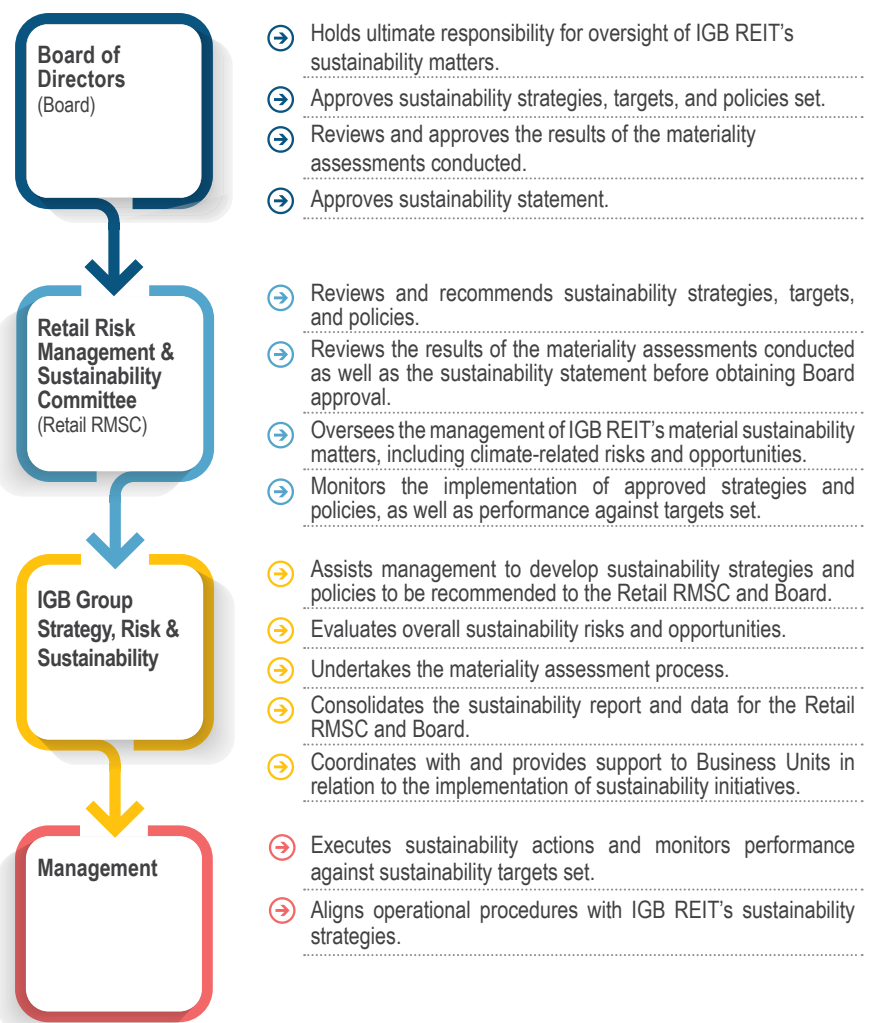 Board of
Directors
(Board)
Holds ultimate responsibility for oversight of IGB REIT's
sustainability matters.
Approves sustainability strategies, targets, and policies set.
Reviews and approves the results of the materiality
assessments conducted.
Approves sustainability statement.
Retail Risk
Management &
Sustainability
Committee
(Retail RMSC)
Reviews and recommends sustainability strategies, targets,
and policies.
Reviews the results of the materiality assessments conducted
as well as the sustainability statement before obtaining Board
approval.
Oversees the management of IGB REIT's material sustainability
matters, including climate-related risks and opportunities.
Monitors the implementation of approved strategies and
policies, as well as performance against targets set.
IGB Group
Strategy, Risk &
Sustainability
Assists management to develop sustainability strategies and
policies to be recommended to the Retail RMSC and Board.
Evaluates overall sustainability risks and opportunities.
Undertakes the materiality assessment process.
Consolidates the sustainability report and data for the Retail
RMSC and Board.
Coordinates with and provides support to Business Units in
relation to the implementation of sustainability initiatives.
Management
Executes sustainability actions and monitors performance
against sustainability targets set.
Aligns operational procedures with IGB REIT's sustainability
strategies.